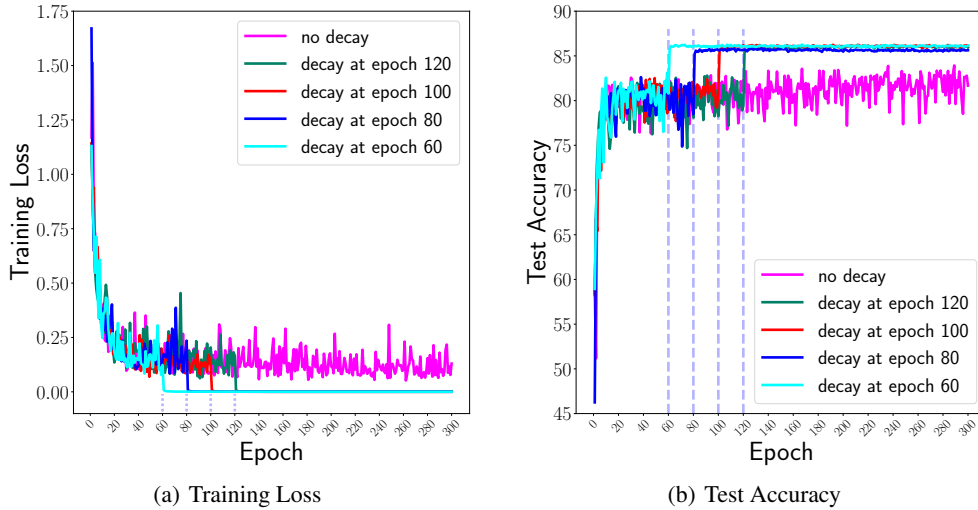 1.75
1.50
1.25
1.00
0.75
0.50
0.25
0.00
Training Loss
no decay
decay at epoch 120
decay at epoch 100
decay at epoch 80
decay at epoch 60
0 20 40 60 80 100 120 140 160 180 200 220 240 260 280 300
Epoch
(a) Training Loss
90
85
80
75
70
65
60
55
50
45
Test Accuracy
no decay
decay at epoch 120
decay at epoch 100
decay at epoch 80
decay at epoch 60
0 20 40 60 80 100 120 140 160 180 200 220 240 260 280 300
Epoch
(b) Test Accuracy